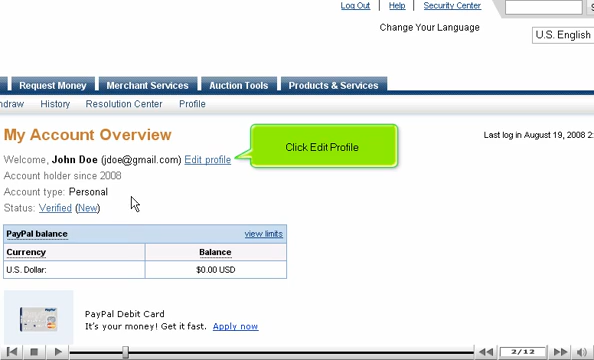 Log Out | Help | Security Center
Change Your Language
U.S. English
Request Money Merchant Services Auction Tools Products & Services
hdraw History Resolution Center Profile
My Account Overview
Last log in August 19, 2008 2:
Welcome, John Doe (jdoe@gmail.com) Edit profile
Click Edit Profile
Account holder since 2008
Account type: Personal
Status: Verified (New)
PayPal balance view limits
Currency Balance
U.S. Dollar: $0.00 USD
PayPal Debit Card
It's your money! Get it fast. Apply now
2/12